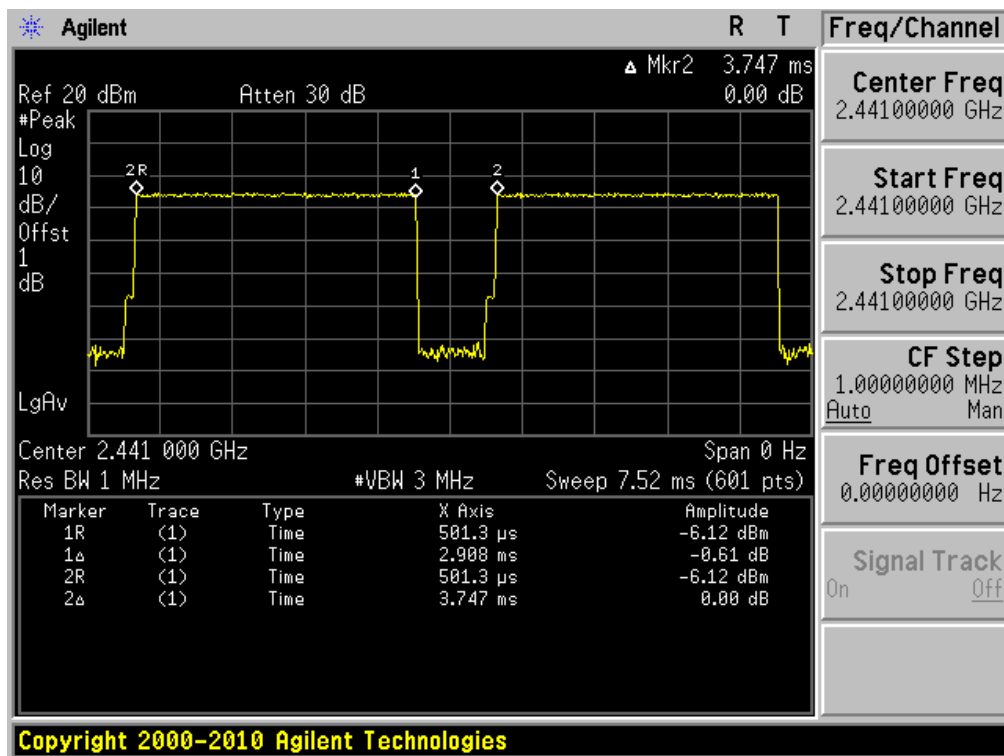 Agilent R T
Freq/Channel
Δ Mkr2 3.747 ms
Ref 20 dBm Atten 30 dB 0.00 dB
#Peak
Log
10
dB/
Offst
1
dB
2R
1
2
LgAv
Center 2.441 000 GHz Span 0 Hz
Res BW 1 MHz #VBW 3 MHz Sweep 7.52 ms (601 pts)
Marker Trace Type X Axis Amplitude
1R (1) Time 501.3 µs -6.12 dBm
1Δ (1) Time 2.908 ms -0.61 dB
2R (1) Time 501.3 µs -6.12 dBm
2Δ (1) Time 3.747 ms 0.00 dB
Center Freq
2.44100000 GHz
Start Freq
2.44100000 GHz
Stop Freq
2.44100000 GHz
CF Step
1.00000000 MHz
Auto Man
Freq Offset
0.00000000 Hz
Signal Track
On Off
Copyright 2000-2010 Agilent Technologies